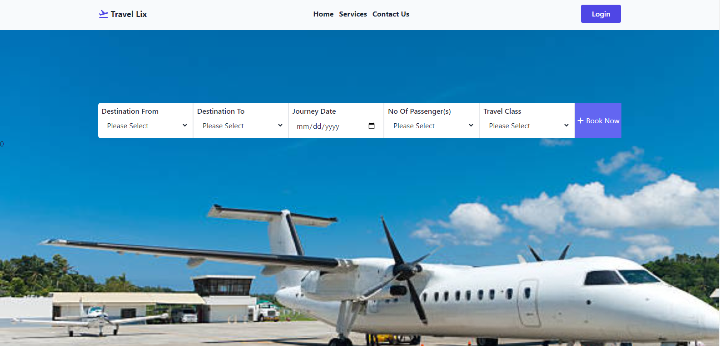 Travel Lix
Home Services Contact Us
Login
Destination From
Please Select
Destination To
Please Select
Journey Date
mm/dd/yyyy
No Of Passenger(s)
Please Select
Travel Class
Please Select
+ Book Now
0